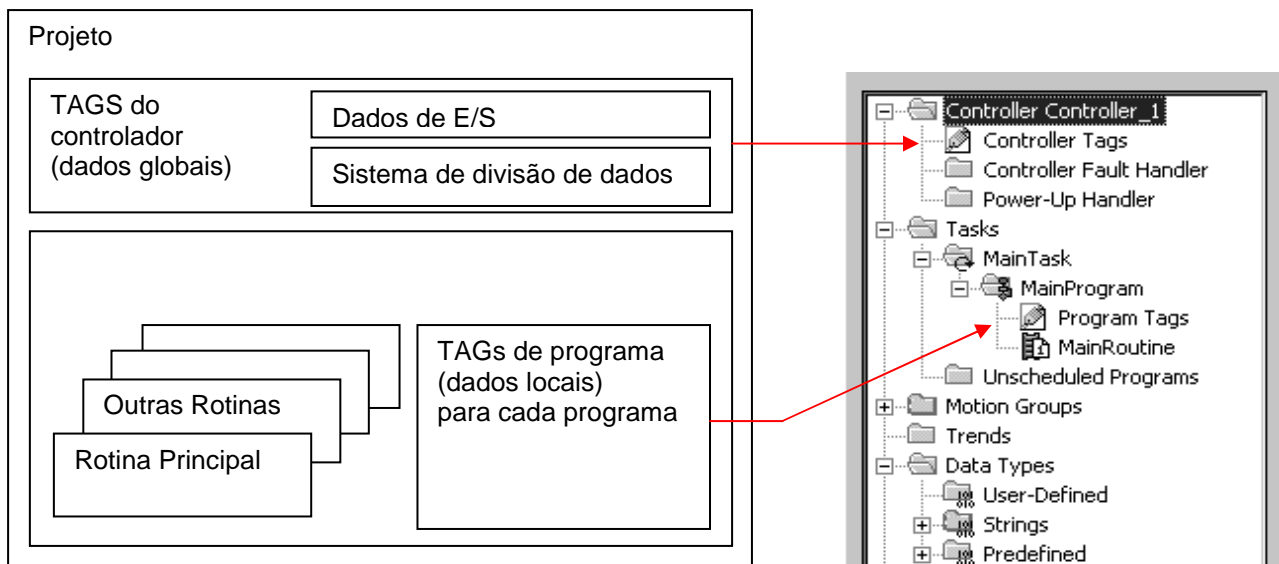 Projeto
TAGS do
controlador
(dados globais)
Dados de E/S
Sistema de divisão de dados
Outras Rotinas
Rotina Principal
TAGs de programa
(dados locais)
para cada programa
Controller Controller_1
Controller Tags
Controller Fault Handler
Power-Up Handler
Tasks
MainTask
MainProgram
Program Tags
MainRoutine
Unscheduled Programs
Motion Groups
Trends
Data Types
User-Defined
Strings
Predefined